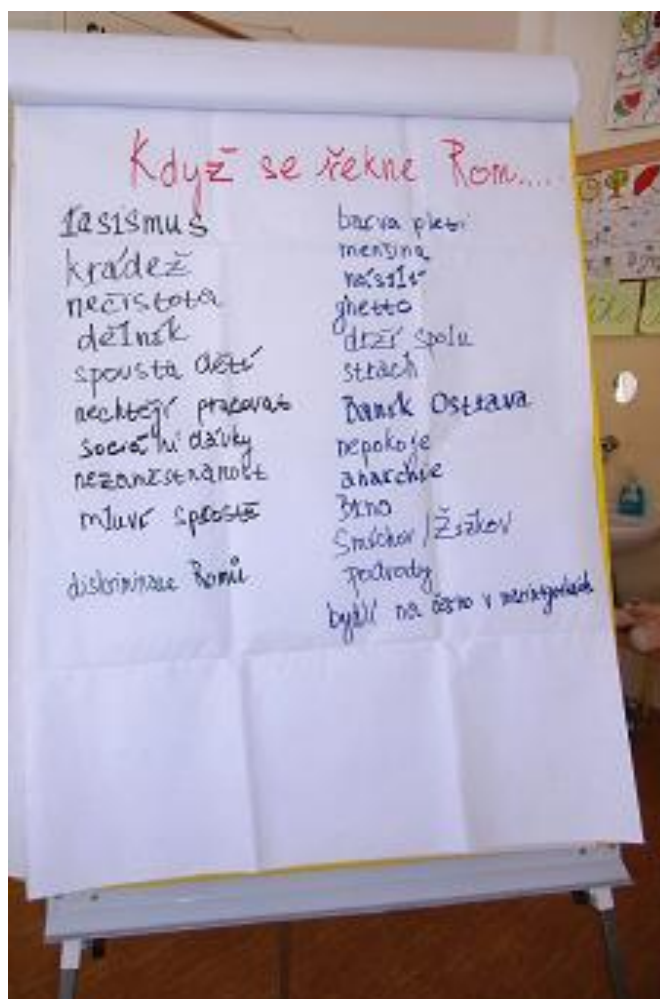 Když se řekne Rom....
rasismus
krádež
nečistota
dělník
spousta dětí
nechtějí pracovat
sociální dávky
nezaměstnanost
mluví sprostě
diskriminace Romů
barva pleti
menšina
násilí
ghetto
drží spolu
strach
Baník Ostrava
nepokoje
anarchie
Brno
Smíchov / Žižkov
podvody
bydlí na černo v maringotkách